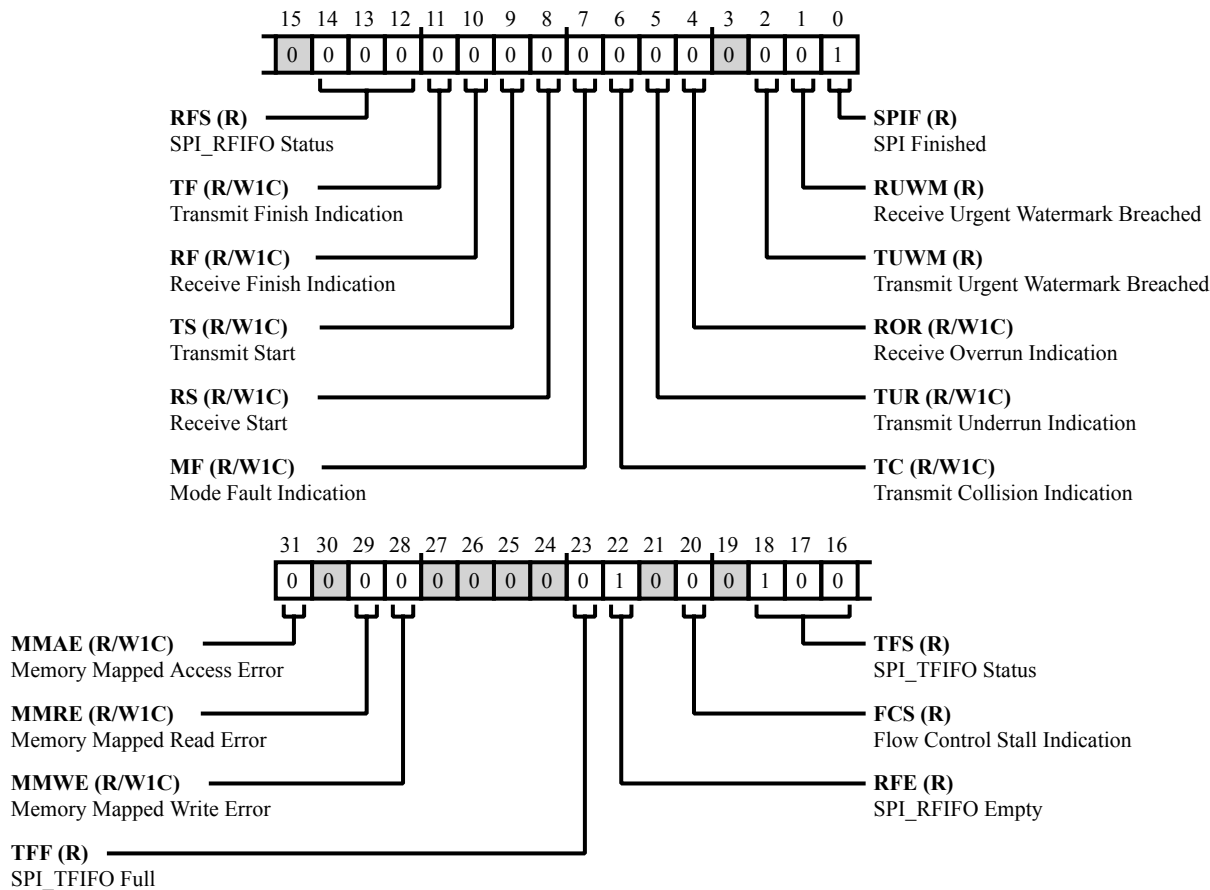 15 14 13 12 11 10 9 8 7 6 5 4 3 2 1 0
0 0 0 0 0 0 0 0 0 0 0 0 0 0 0 1
RFS (R)
SPI_RFIFO Status
TF (R/W1C)
Transmit Finish Indication
RF (R/W1C)
Receive Finish Indication
TS (R/W1C)
Transmit Start
RS (R/W1C)
Receive Start
MF (R/W1C)
Mode Fault Indication
SPIF (R)
SPI Finished
RUWM (R)
Receive Urgent Watermark Breached
TUWM (R)
Transmit Urgent Watermark Breached
ROR (R/W1C)
Receive Overrun Indication
TUR (R/W1C)
Transmit Underrun Indication
TC (R/W1C)
Transmit Collision Indication
31 30 29 28 27 26 25 24 23 22 21 20 19 18 17 16
0 0 0 0 0 0 0 0 0 1 0 0 0 1 0 0
MMAE (R/W1C)
Memory Mapped Access Error
MMRE (R/W1C)
Memory Mapped Read Error
MMWE (R/W1C)
Memory Mapped Write Error
TFF (R)
SPI_TFIFO Full
TFS (R)
SPI_TFIFO Status
FCS (R)
Flow Control Stall Indication
RFE (R)
SPI_RFIFO Empty